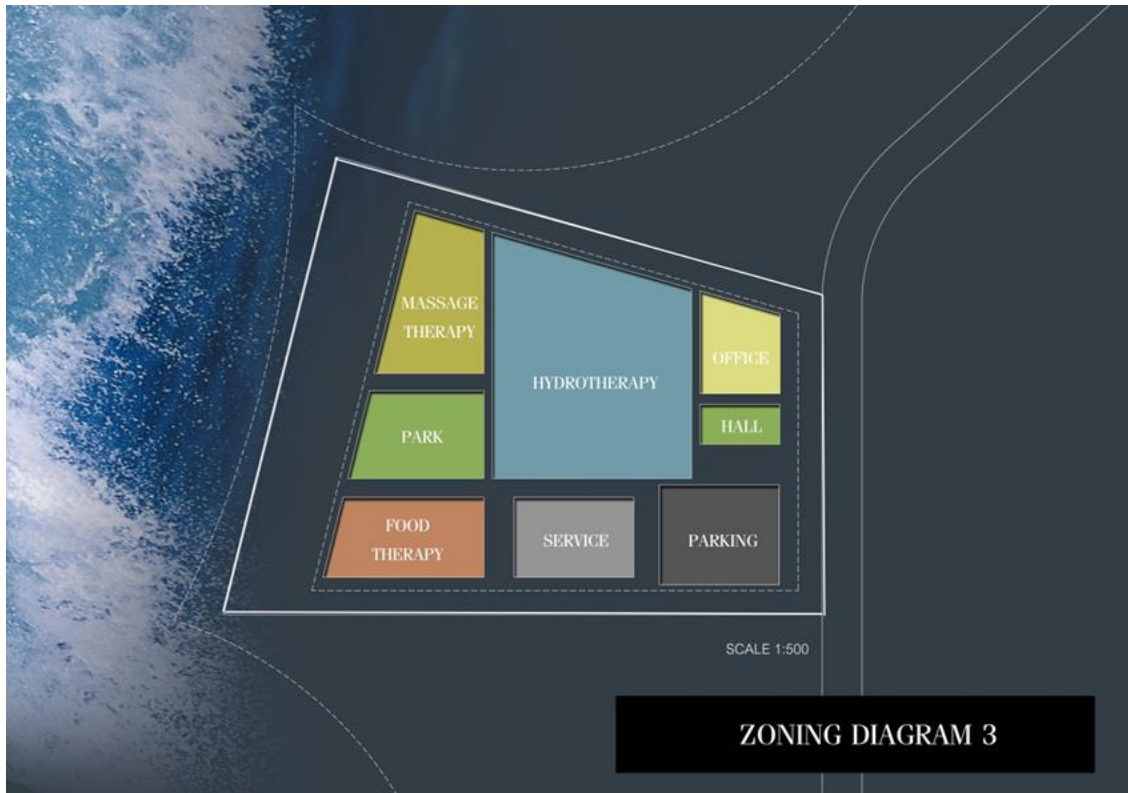 MASSAGE
THERAPY
HYDROTHERAPY
OFFICE
HALL
PARK
FOOD
THERAPY
SERVICE
PARKING
SCALE 1:500
ZONING DIAGRAM 3